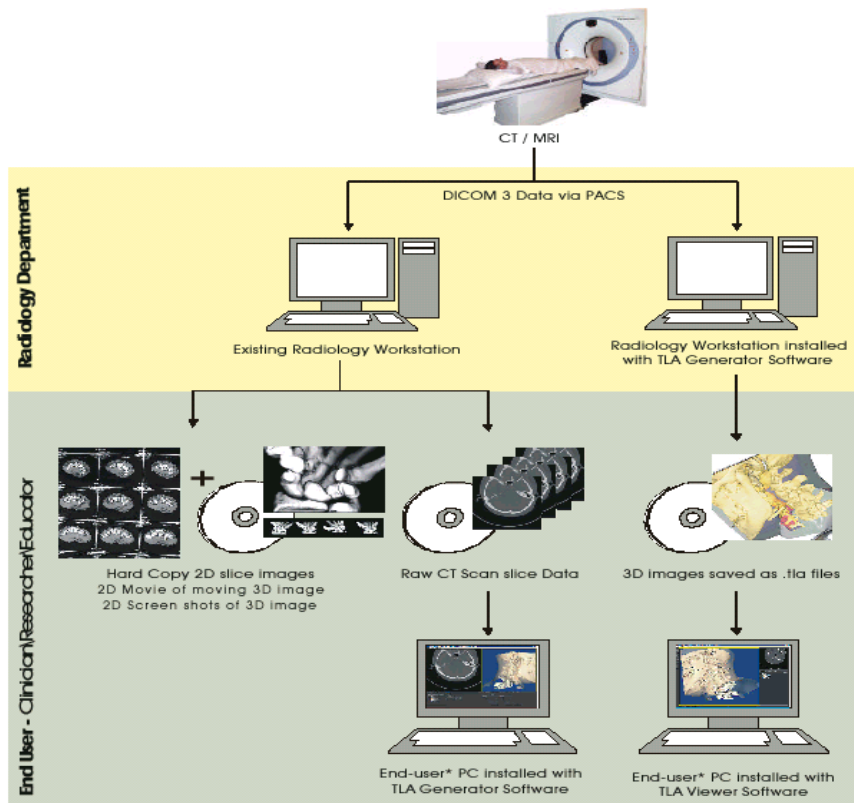 CT / MRI
DICOM 3 Data via PACS
Radiology Department
Existing Radiology Workstation
Radiology Workstation installed
with TLA Generator Software
End User - Clinician\Researcher\Educator
+
Hard Copy 2D slice images
2D Movie of moving 3D image
2D Screen shots of 3D image
Raw CT Scan slice Data
3D images saved as .tla files
End-user* PC installed with
TLA Generator Software
End-user* PC installed with
TLA Viewer Software